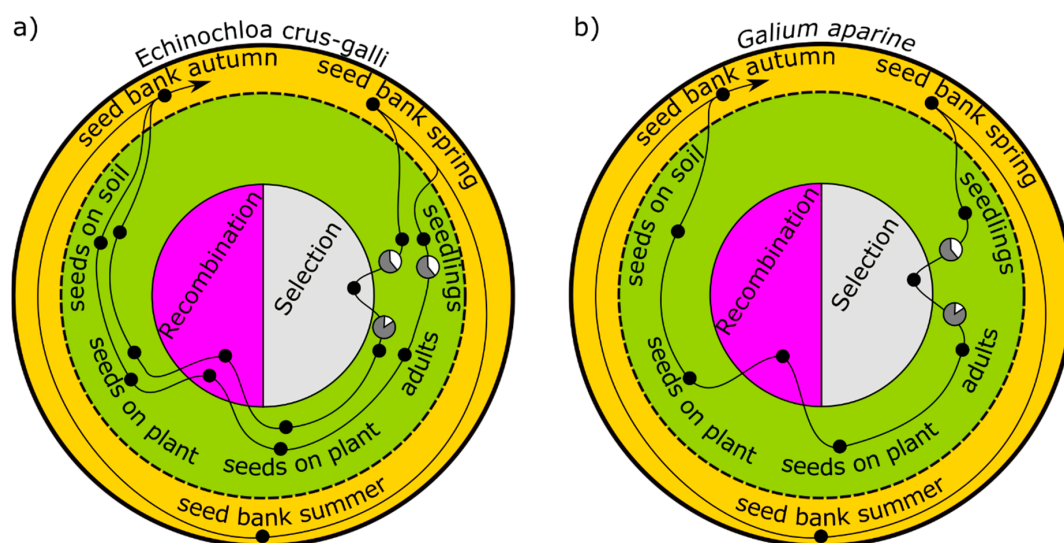 a)
Echinochloa crus-galli
seed bank autumn
seed bank spring
seeds on soil
seedlings
Recombination
Selection
adults
seeds on plant
seeds on plant
seed bank summer
b)
Galium aparine
seed bank autumn
seed bank spring
seeds on soil
seedlings
Recombination
Selection
adults
seeds on plant
seeds on plant
seed bank summer